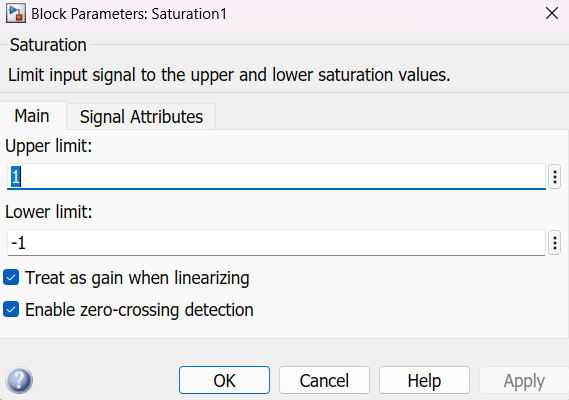 Block Parameters: Saturation1
Saturation
Limit input signal to the upper and lower saturation values.
Main Signal Attributes
Upper limit:
1
Lower limit:
-1
Treat as gain when linearizing
Enable zero-crossing detection
OK Cancel Help Apply